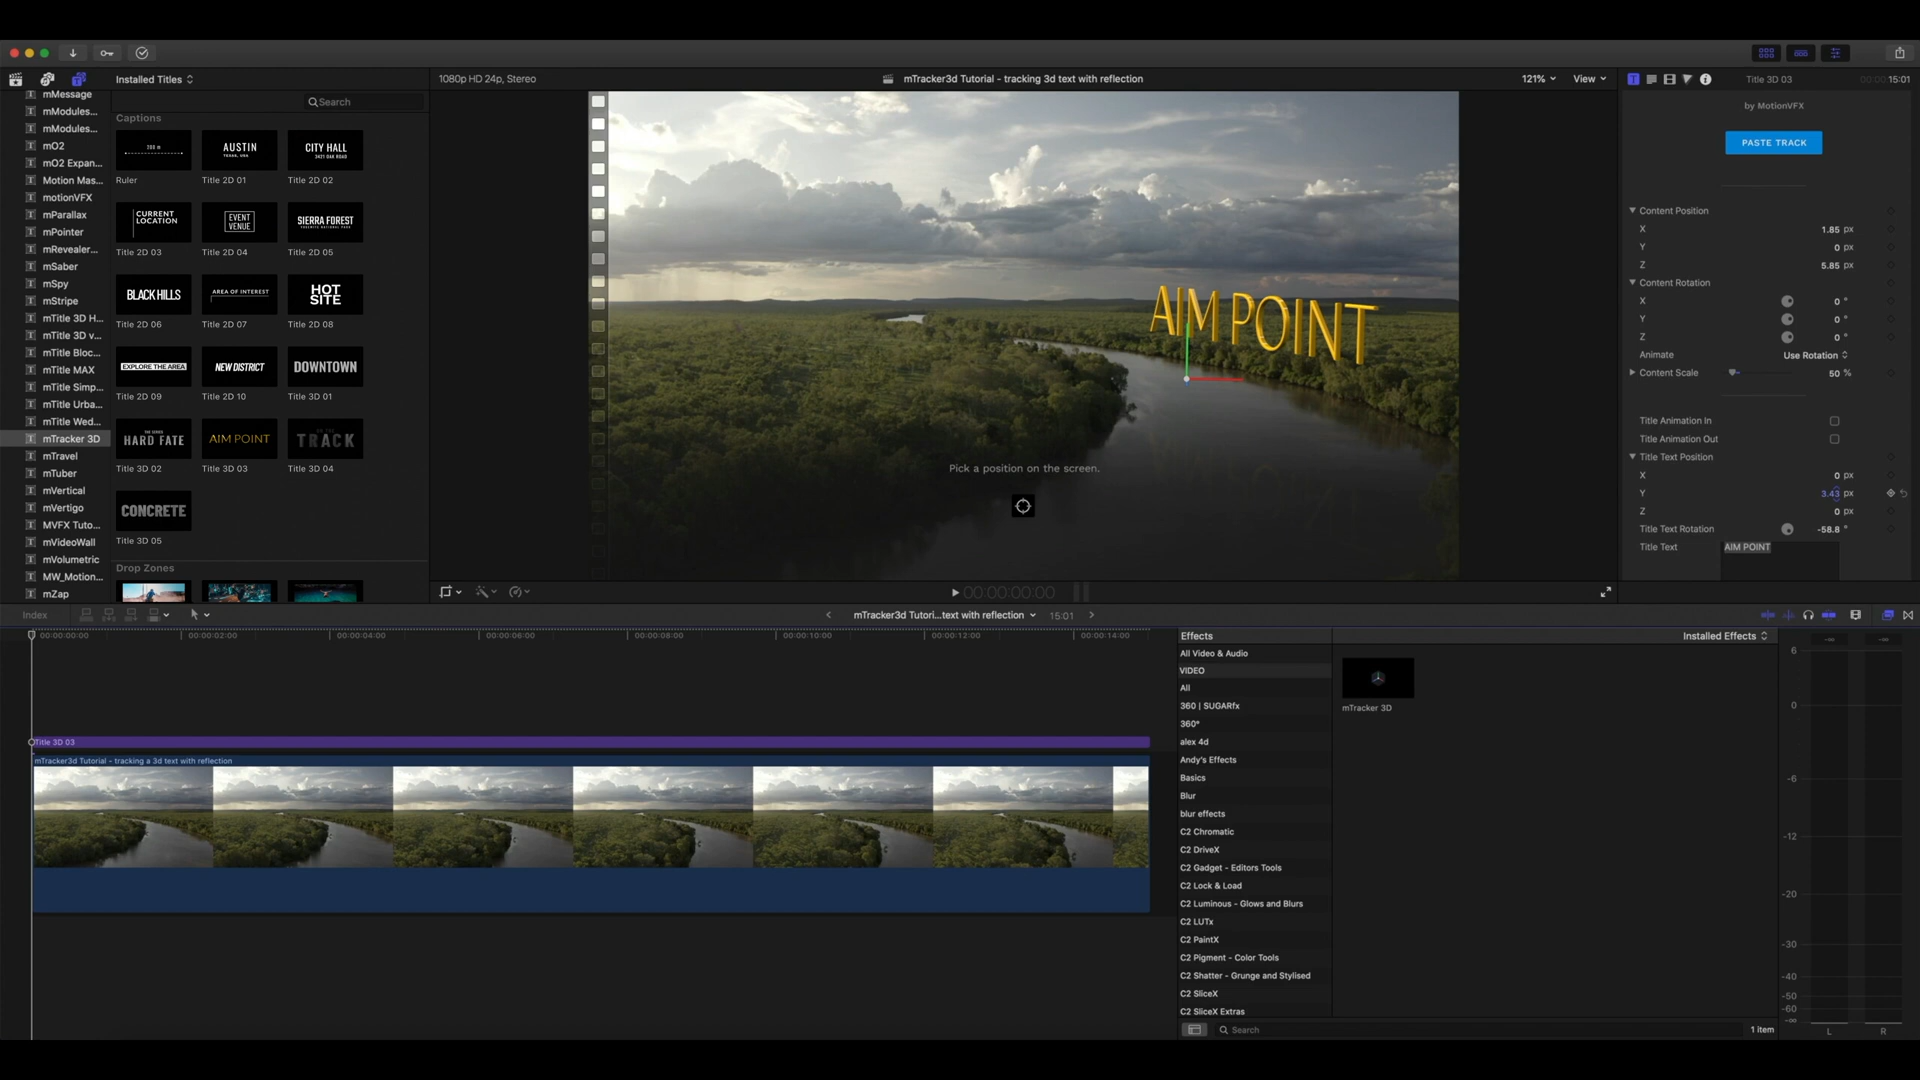 Installed Titles
1080p HD 24p, Stereo
mTracker3d Tutorial - tracking 3d text with reflection
121%
View
Title 3D 03
00:00:15:01
mMessage
mModules...
mModules...
mO2
mO2 Expan...
Motion Mas...
motionVFX
mParallax
mPointer
mRevealer...
mSaber
mSpy
mStripe
mTitle 3D H...
mTitle 3D v...
mTitle Bloc...
mTitle MAX
mTitle Simp...
mTitle Urba...
mTitle Wed...
mTracker 3D
mTravel
mTuber
mVertical
mVertigo
MVFX Tuto...
mVideoWall
mVolumetric
MW_Motion...
mZap
Search
Captions
200 m
AUSTIN
TEXAS, USA
CITY HALL
3421 OAK ROAD
Ruler
Title 2D 01
Title 2D 02
CURRENT
LOCATION
EVENT
VENUE
SIERRA FOREST
YOSEMITE NATIONAL PARK
Title 2D 03
Title 2D 04
Title 2D 05
BLACK HILLS
AREA OF INTEREST
HOT
SITE
Title 2D 06
Title 2D 07
Title 2D 08
EXPLORE THE AREA
NEW DISTRICT
DOWNTOWN
Title 2D 09
Title 2D 10
Title 3D 01
THE SERIES
HARD FATE
AIM POINT
ON THE
TRACK
Title 3D 02
Title 3D 03
Title 3D 04
CONCRETE
Title 3D 05
Drop Zones
AIM POINT
Pick a position on the screen.
00:00:00:00
by MotionVFX
PASTE TRACK
Content Position
X 1.85 px
Y 0 px
Z 5.85 px
Content Rotation
X 0 °
Y 0 °
Z 0 °
Animate Use Rotation
Content Scale 50 %
Title Animation In
Title Animation Out
Title Text Position
X 0 px
Y 3.43 px
Z 0 px
Title Text Rotation -58.8 °
Title Text AIM POINT
Index
mTracker3d Tutori...text with reflection
15:01
00:00:00:00
00:00:02:00
00:00:04:00
00:00:06:00
00:00:08:00
00:00:10:00
00:00:12:00
00:00:14:00
Title 3D 03
mTracker3d Tutorial - tracking a 3d text with reflection
Effects
Installed Effects
All Video & Audio
VIDEO
All
360 | SUGARfx
360°
alex 4d
Andy's Effects
Basics
Blur
blur effects
C2 Chromatic
C2 DriveX
C2 Gadget - Editors Tools
C2 Lock & Load
C2 Luminous - Glows and Blurs
C2 LUTx
C2 PaintX
C2 Pigment - Color Tools
C2 Shatter - Grunge and Stylised
C2 SliceX
C2 SliceX Extras
mTracker 3D
Search
1 item
-∞
-∞
6
0
-6
-12
-20
-30
-40
-50
-60
-∞
L
R